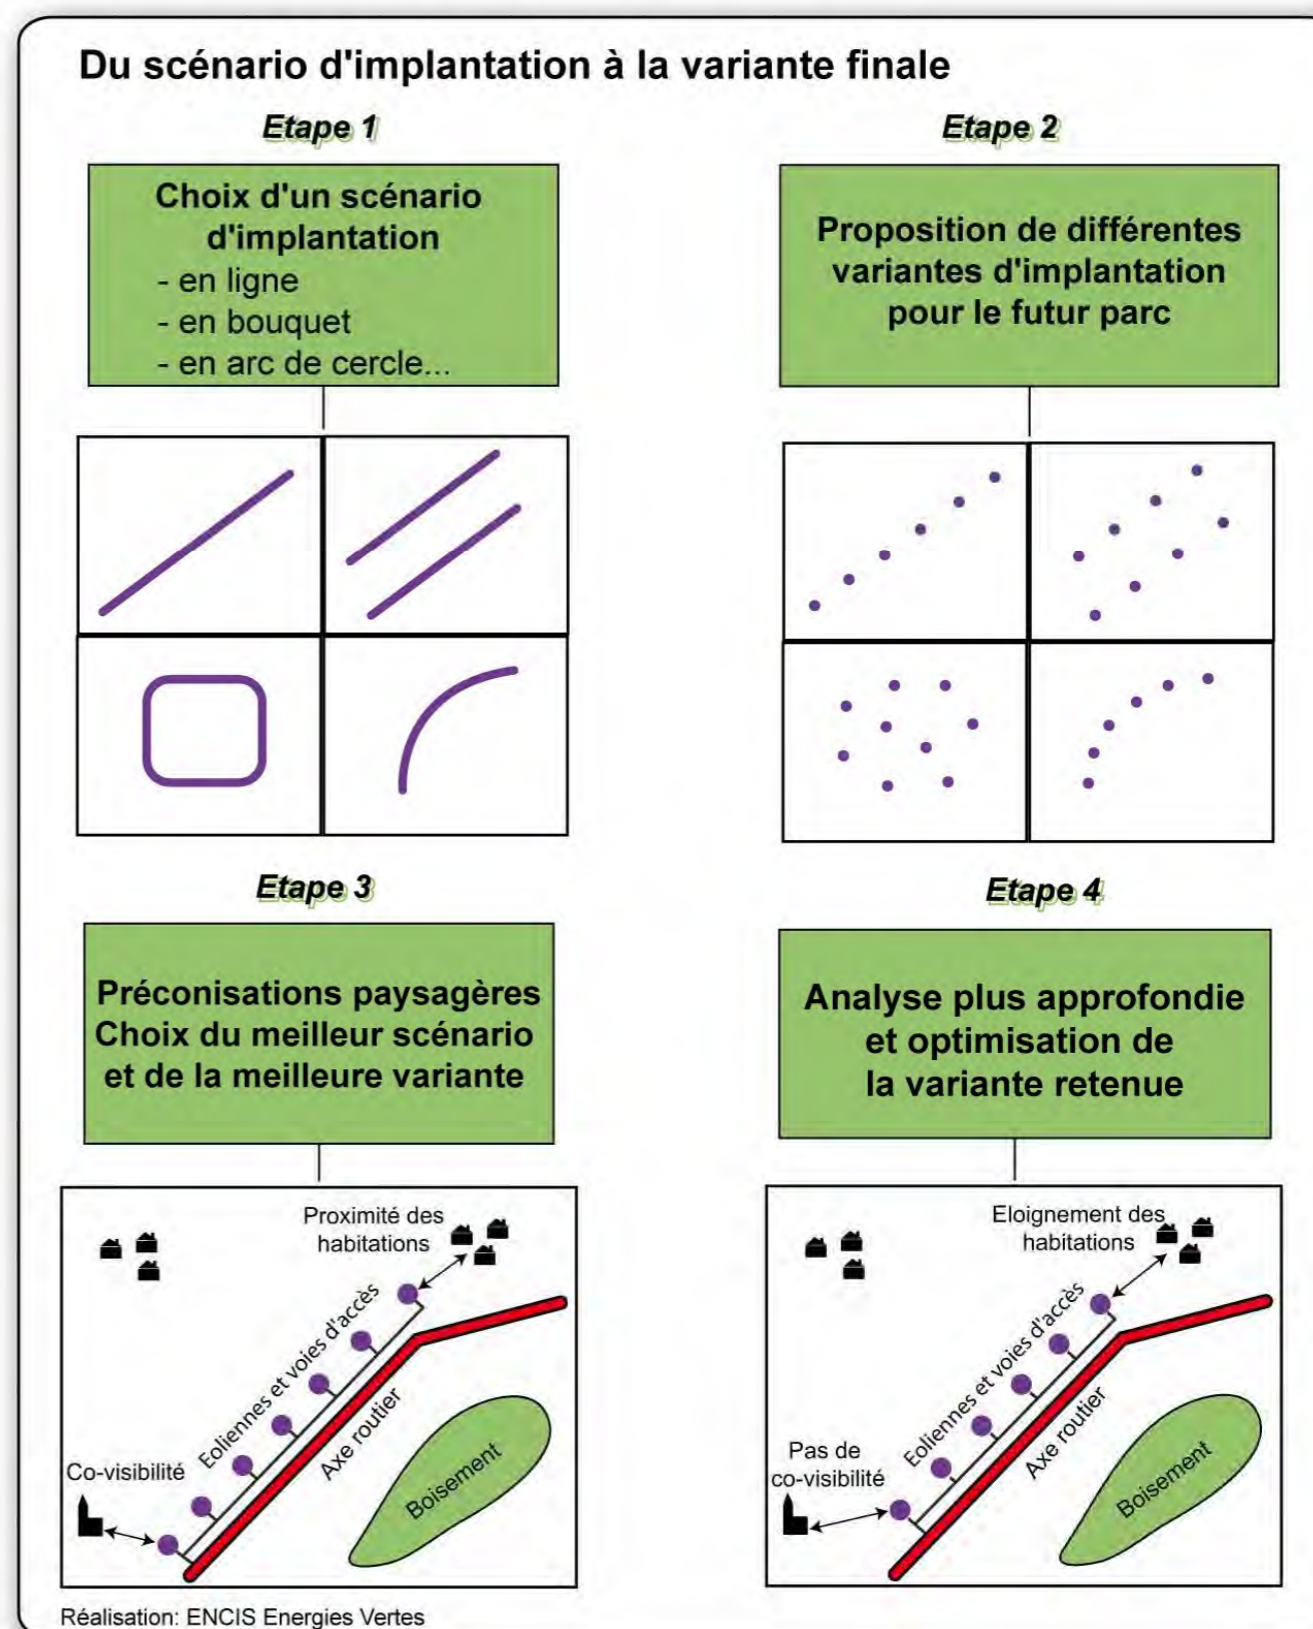 Du scénario d'implantation à la variante finale
Etape 1
Choix d'un scénario
d'implantation
- en ligne
- en bouquet
- en arc de cercle...
Etape 2
Proposition de différentes
variantes d'implantation
pour le futur parc
Etape 3
Préconisations paysagères
Choix du meilleur scénario
et de la meilleure variante
Proximité des
habitations
Eoliennes et voies d'accès
Axe routier
Co-visibilité
Boisement
Etape 4
Analyse plus approfondie
et optimisation de
la variante retenue
Eloignement des
habitations
Eoliennes et voies d'accès
Axe routier
Pas de
co-visibilité
Boisement
Réalisation: ENCIS Energies Vertes